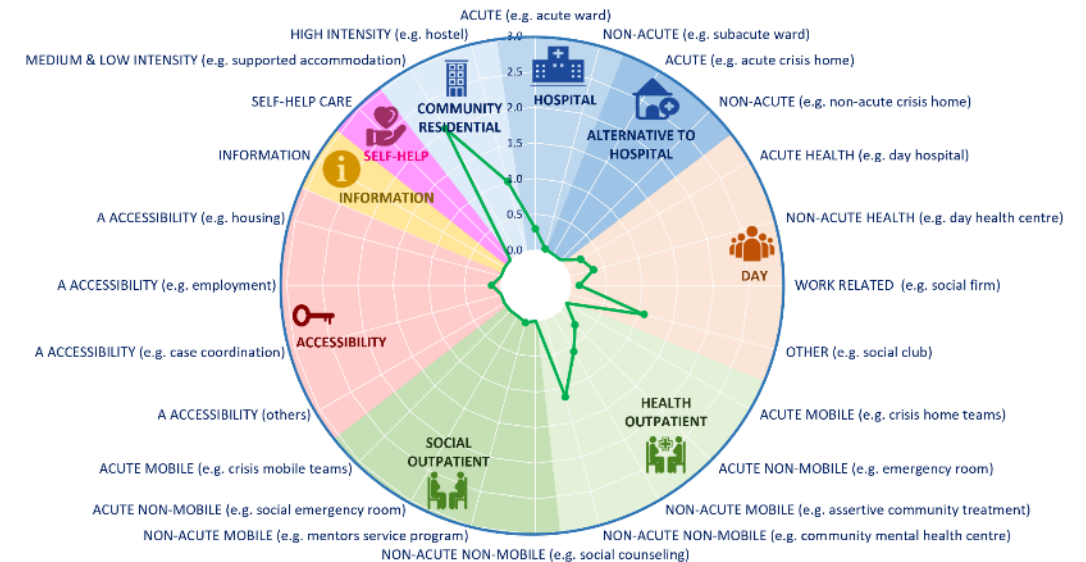 ACUTE (e.g. acute ward)
HIGH INTENSITY (e.g. hostel)
NON-ACUTE (e.g. subacute ward)
MEDIUM & LOW INTENSITY (e.g. supported accommodation)
ACUTE (e.g. acute crisis home)
SELF-HELP CARE
NON-ACUTE (e.g. non-acute crisis home)
INFORMATION
ACUTE HEALTH (e.g. day hospital)
A ACCESSIBILITY (e.g. housing)
NON-ACUTE HEALTH (e.g. day health centre)
A ACCESSIBILITY (e.g. employment)
WORK RELATED (e.g. social firm)
A ACCESSIBILITY (e.g. case coordination)
OTHER (e.g. social club)
A ACCESSIBILITY (others)
ACUTE MOBILE (e.g. crisis home teams)
ACUTE MOBILE (e.g. crisis mobile teams)
ACUTE NON-MOBILE (e.g. emergency room)
ACUTE NON-MOBILE (e.g. social emergency room)
NON-ACUTE MOBILE (e.g. assertive community treatment)
NON-ACUTE MOBILE (e.g. mentors service program)
NON-ACUTE NON-MOBILE (e.g. community mental health centre)
NON-ACUTE NON-MOBILE (e.g. social counseling)
3.0
2.5
2.0
1.5
1.0
0.5
0.0
HOSPITAL
ALTERNATIVE TO
HOSPITAL
DAY
HEALTH
OUTPATIENT
SOCIAL
OUTPATIENT
ACCESSIBILITY
INFORMATION
i
SELF-HELP
COMMUNITY
RESIDENTIAL